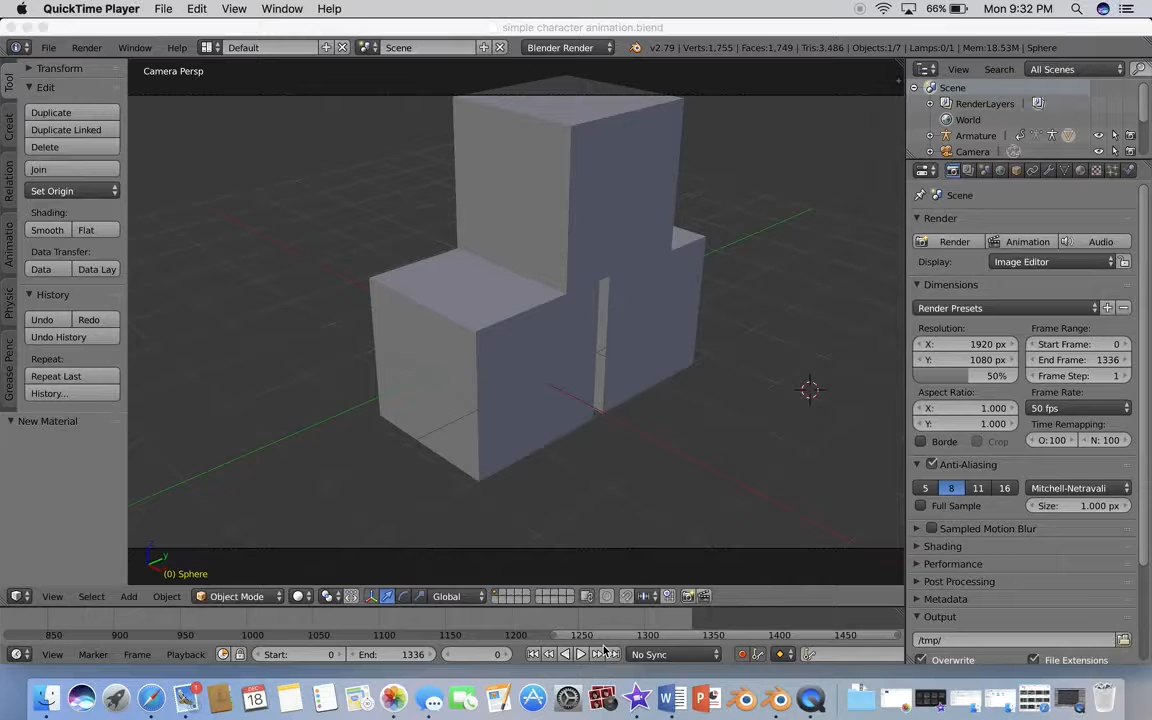 QuickTime Player File Edit View Window Help 66% Mon 9:32 PM
simple character animation.blend
File Render Window Help Default Scene Blender Render v2.79 | Verts:1,755 | Faces:1,749 | Tris:3,486 | Objects:1/7 | Lamps:0/1 | Mem:18.53M | Sphere
Tool
Creat
Relation
Animatio
Physic
Grease Penc
Transform
Edit
Duplicate
Duplicate Linked
Delete
Join
Set Origin
Shading:
Smooth Flat
Data Transfer:
Data Data Lay
History
Undo Redo
Undo History
Repeat:
Repeat Last
History...
New Material
Camera Persp
(0) Sphere
View Search All Scenes
Scene
RenderLayers
World
Armature
Camera
Scene
Render
Render Animation Audio
Display: Image Editor
Dimensions
Render Presets
Resolution: Frame Range:
X: 1920 px Start Frame: 0
Y: 1080 px End Frame: 1336
50% Frame Step: 1
Aspect Ratio: Frame Rate:
X: 1.000 50 fps
Y: 1.000 Time Remapping:
Borde Crop O:100 N: 100
Anti-Aliasing
5 8 11 16 Mitchell-Netravali
Full Sample Size: 1.000 px
Sampled Motion Blur
Shading
Performance
Post Processing
Metadata
Output
/tmp/
Overwrite File Extensions
View Select Add Object Object Mode Global
850 900 950 1000 1050 1100 1150 1200 1250 1300 1350 1400 1450
View Marker Frame Playback Start: 0 End: 1336 0 No Sync
DEC 18 1